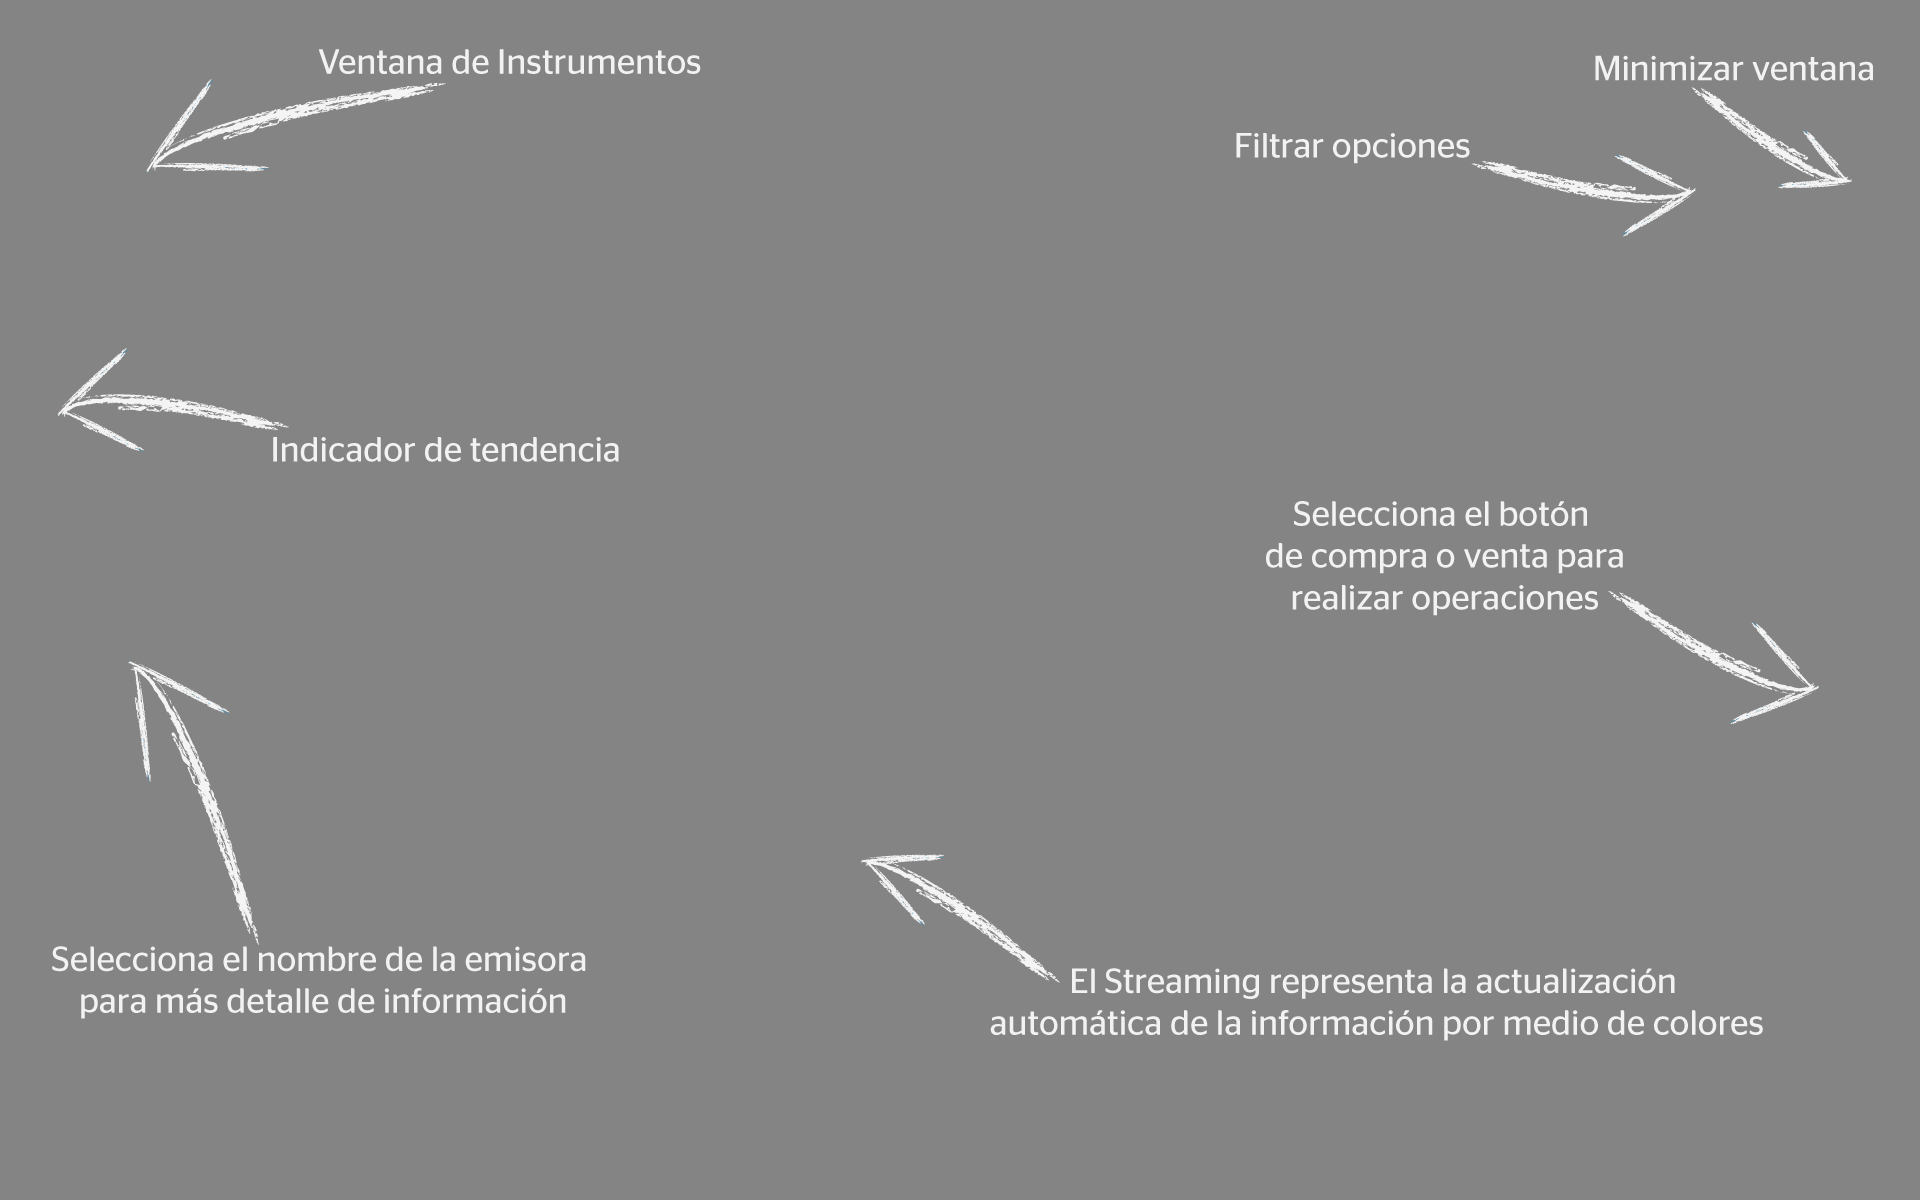 Ventana de Instrumentos
Minimizar ventana
Filtrar opciones
Indicador de tendencia
Selecciona el botón
de compra o venta para
realizar operaciones
Selecciona el nombre de la emisora
para más detalle de información
El Streaming representa la actualización
automática de la información por medio de colores